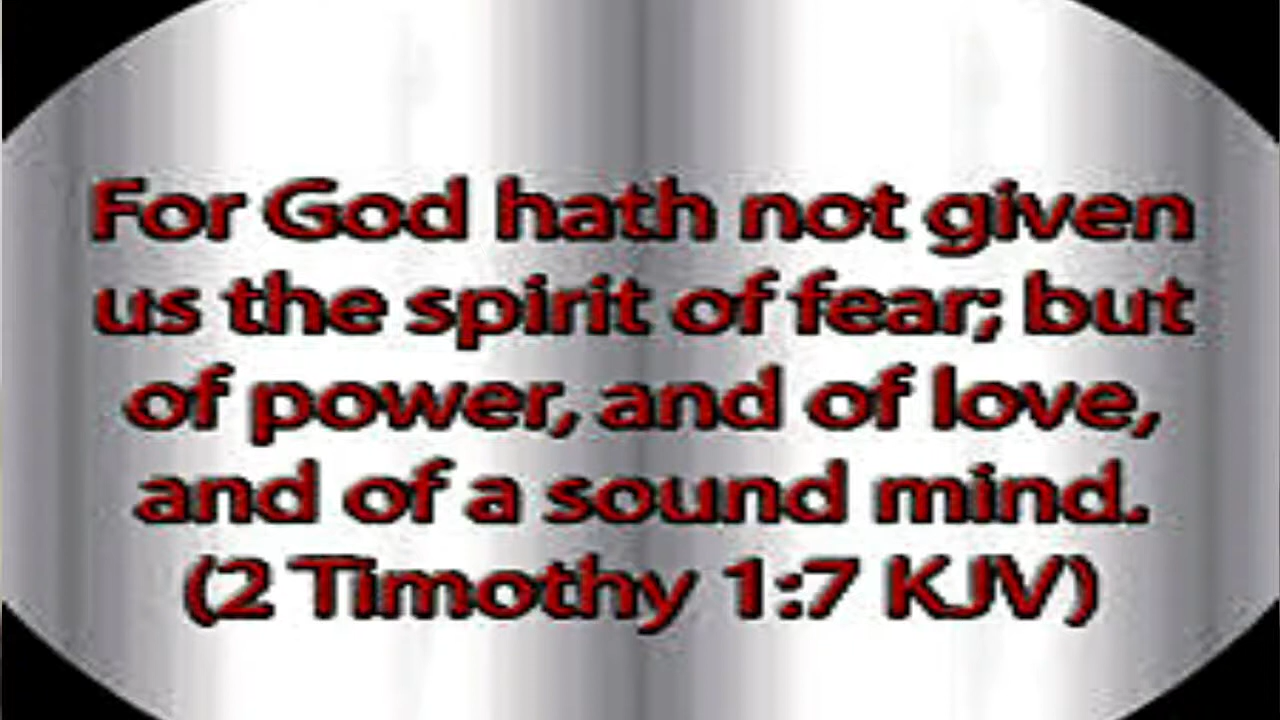 For God hath not given
us the spirit of fear; but
of power, and of love,
and of a sound mind.
(2 Timothy 1:7 KJV)